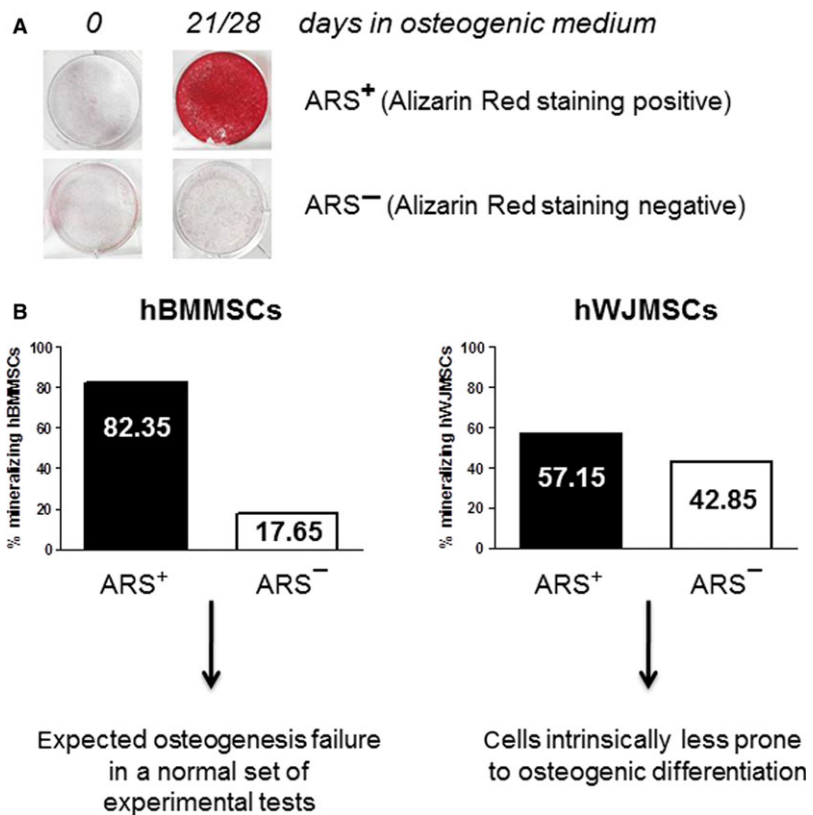 A 0 21/28 days in osteogenic medium
ARS+ (Alizarin Red staining positive)
ARS− (Alizarin Red staining negative)
B hBMMSCs
% mineralizing hBMMSCs
100
80
60
40
20
0
82.35
17.65
ARS+ ARS−
Expected osteogenesis failure
in a normal set of
experimental tests
hWJMSCs
% mineralizing hWJMSCs
100
80
60
40
20
0
57.15
42.85
ARS+ ARS−
Cells intrinsically less prone
to osteogenic differentiation